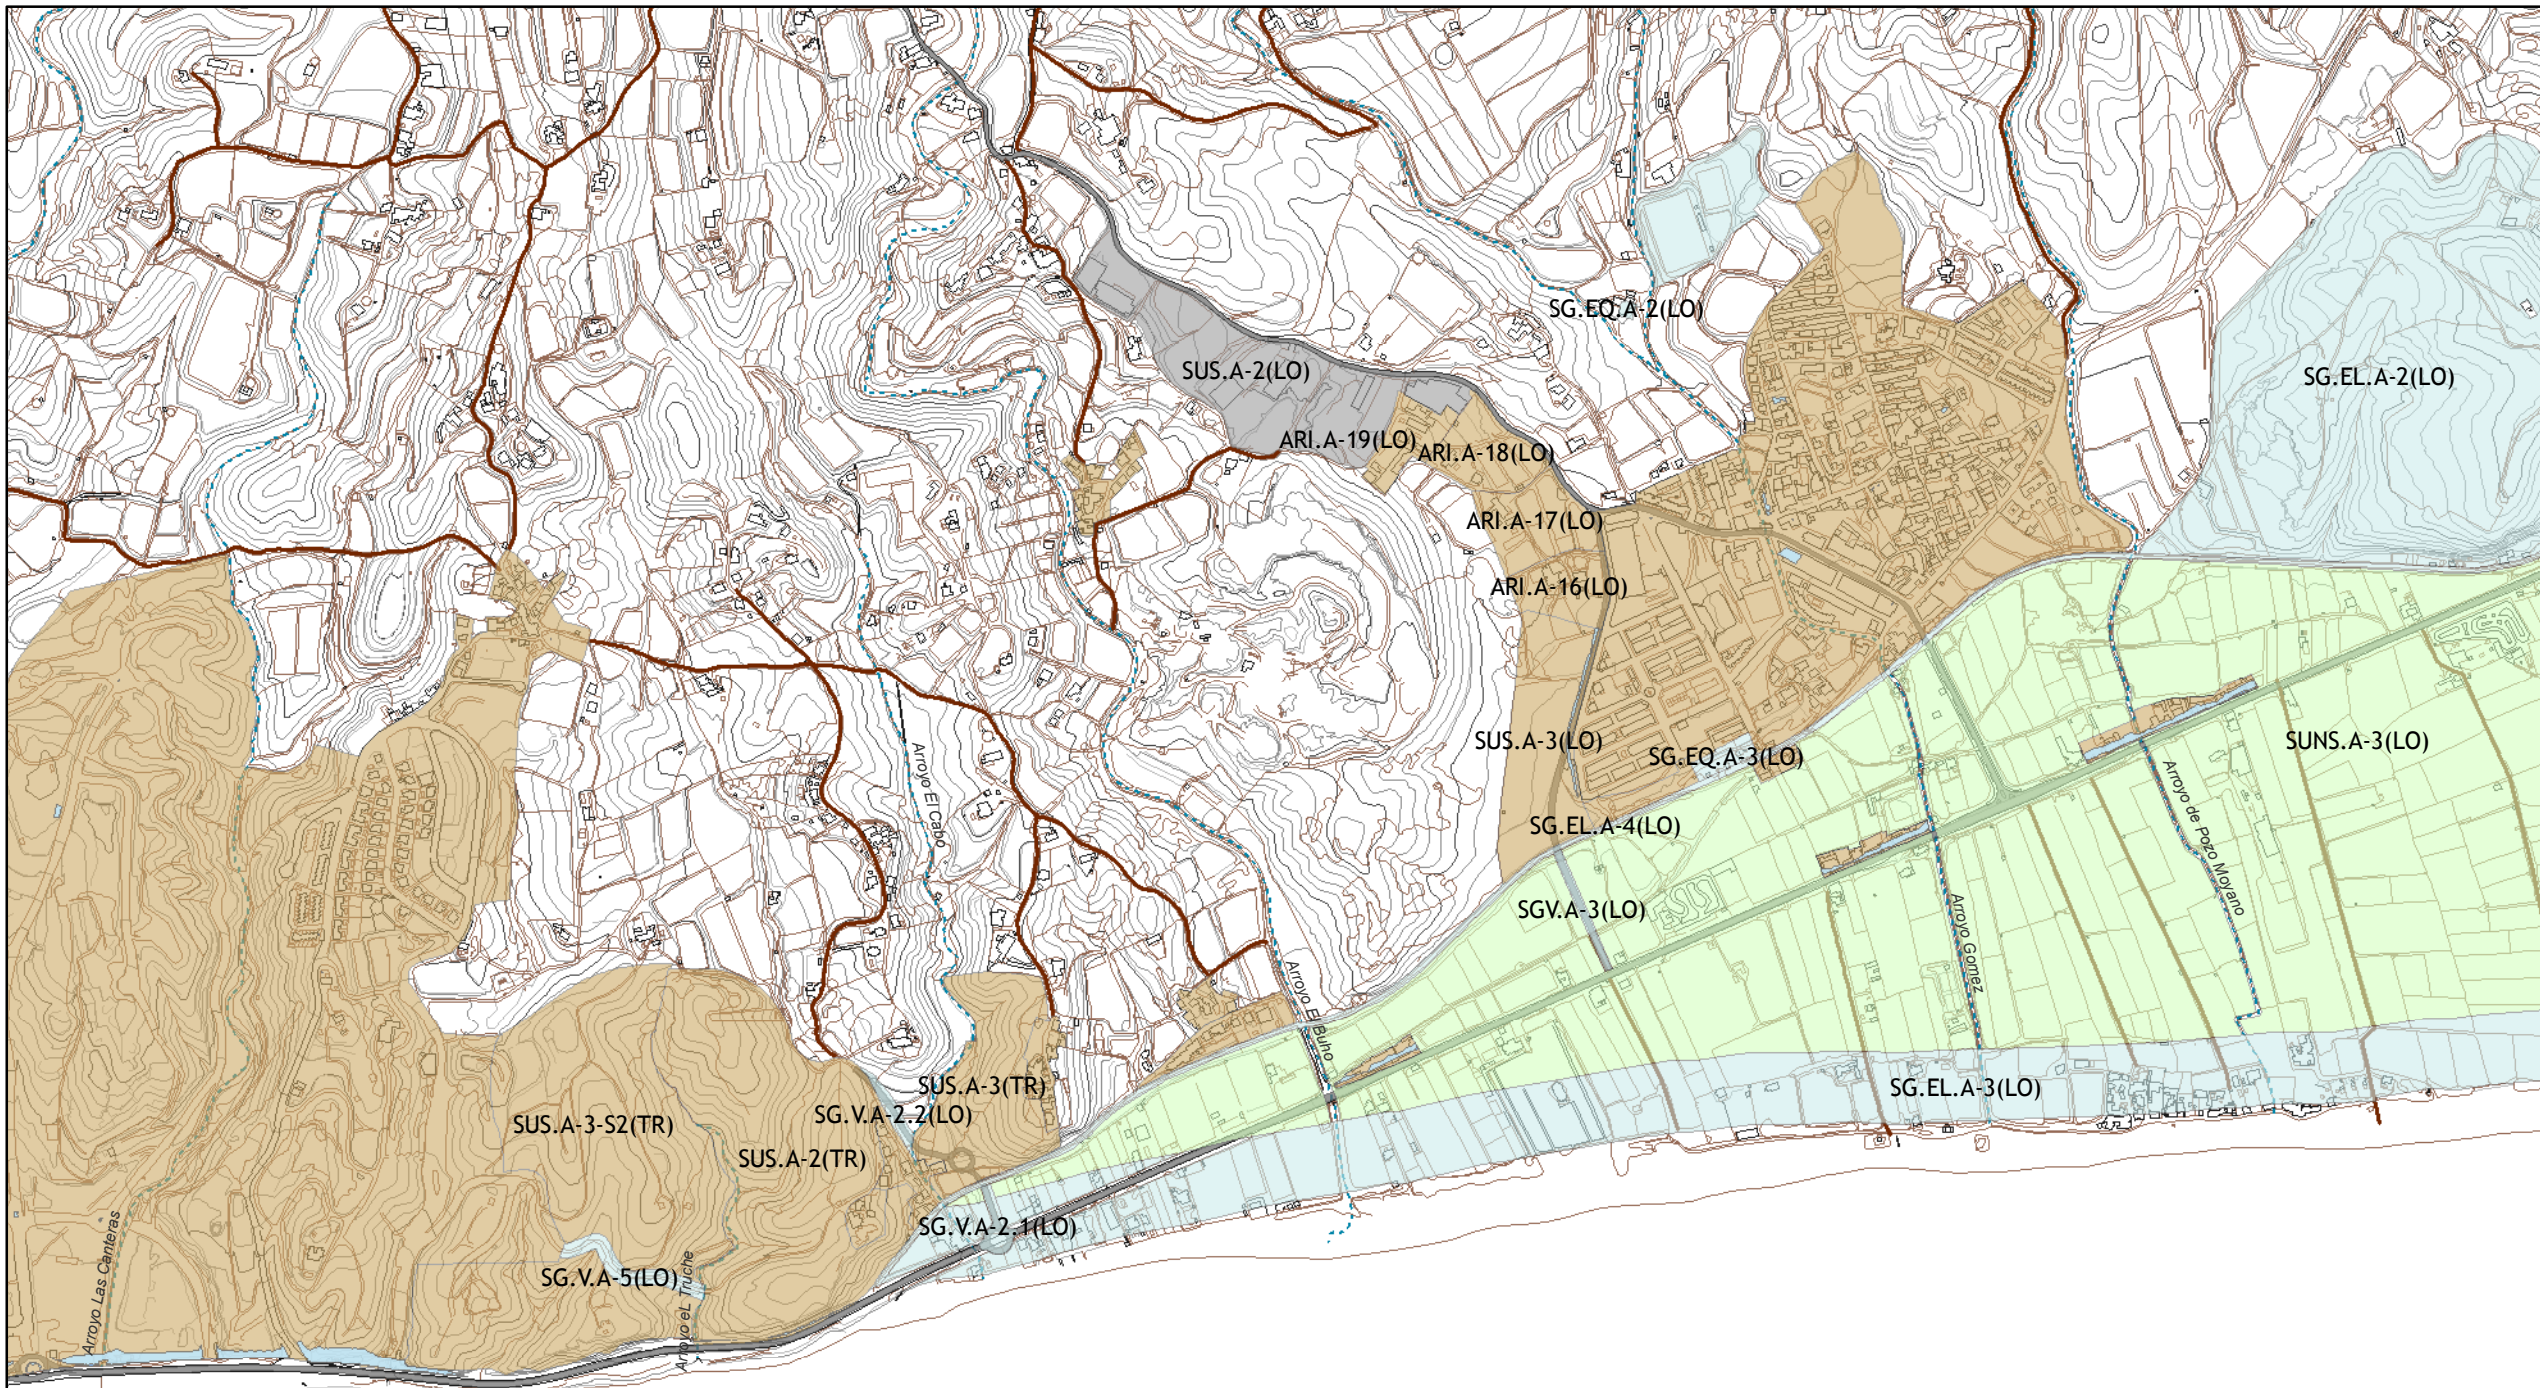 SG.EQ.A-2(LO)
SUS.A-2(LO)
SG.EL.A-2(LO)
ARI.A-19(LO)
ARI.A-18(LO)
ARI.A-17(LO)
ARI.A-16(LO)
SUS.A-3(LO)
SG.EQ.A-3(LO)
SUNS.A-3(LO)
Arroyo El Cabo
Arroyo de Pozo Moyano
SG.EL.A-4(LO)
SGV.A-3(LO)
Arroyo Gomez
Arroyo El Buho
SUS.A-3(TR)
SG.EL.A-3(LO)
SG.V.A-2.2(LO)
SUS.A-3-S2(TR)
SUS.A-2(TR)
SG.V.A-2.1(LO)
SG.V.A-5(LO)
Arroyo Las Canteras
Arroyo eL Truche